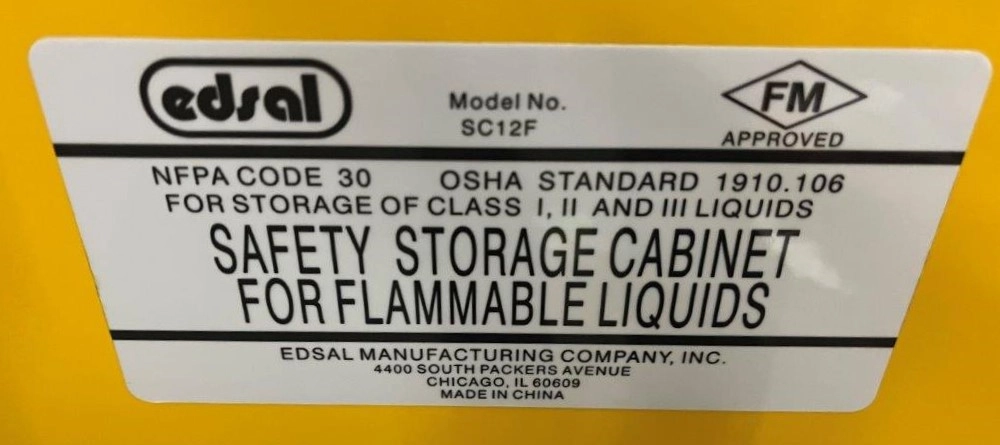 edsal
Model No.
SC12F
FM
APPROVED
NFPA CODE 30 OSHA STANDARD 1910.106
FOR STORAGE OF CLASS I, II AND III LIQUIDS
SAFETY STORAGE CABINET
FOR FLAMMABLE LIQUIDS
EDSAL MANUFACTURING COMPANY, INC.
4400 SOUTH PACKERS AVENUE
CHICAGO, IL 60609
MADE IN CHINA